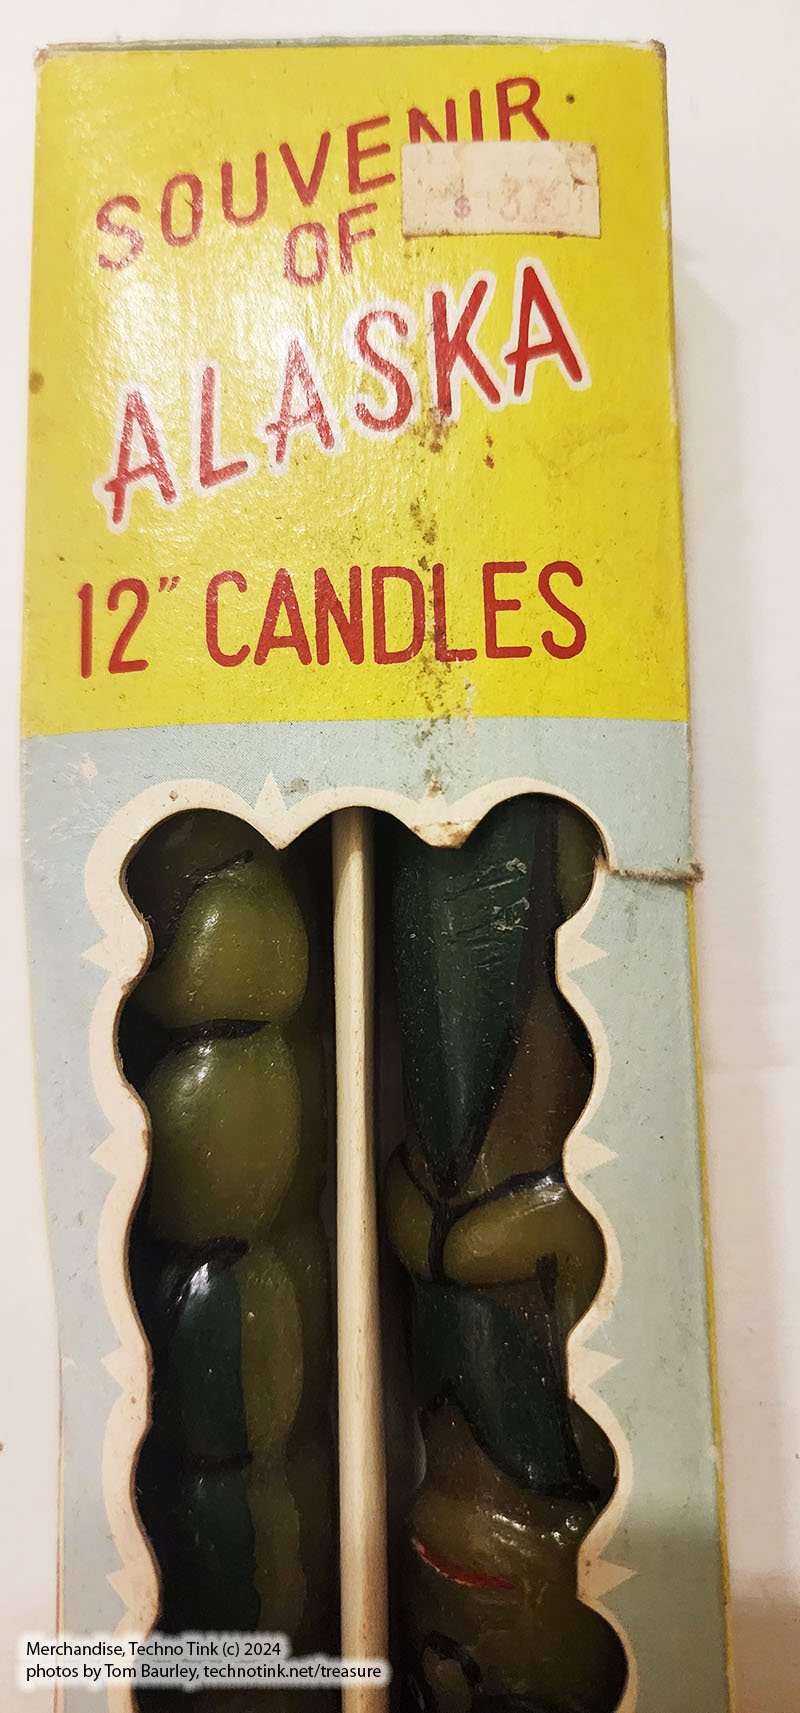 SOUVENIR
OF
ALASKA
12" CANDLES
$
Merchandise, Techno Tink (c) 2024
photos by Tom Baurley, technotink.net/treasure